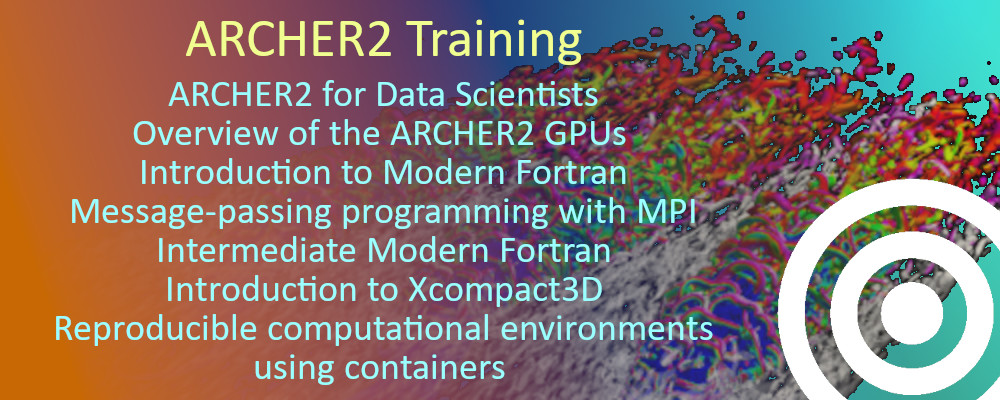 ARCHER2 Training
ARCHER2 for Data Scientists
Overview of the ARCHER2 GPUs
Introduction to Modern Fortran
Message-passing programming with MPI
Intermediate Modern Fortran
Introduction to Xcompact3D
Reproducible computational environments
using containers